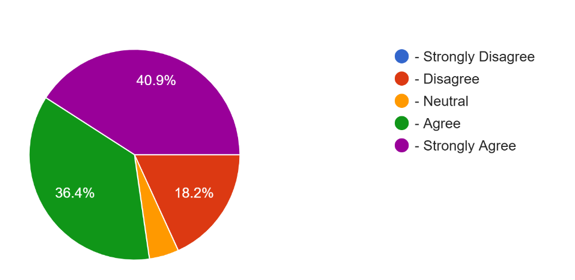 40.9%
36.4%
18.2%
- Strongly Disagree
- Disagree
- Neutral
- Agree
- Strongly Agree